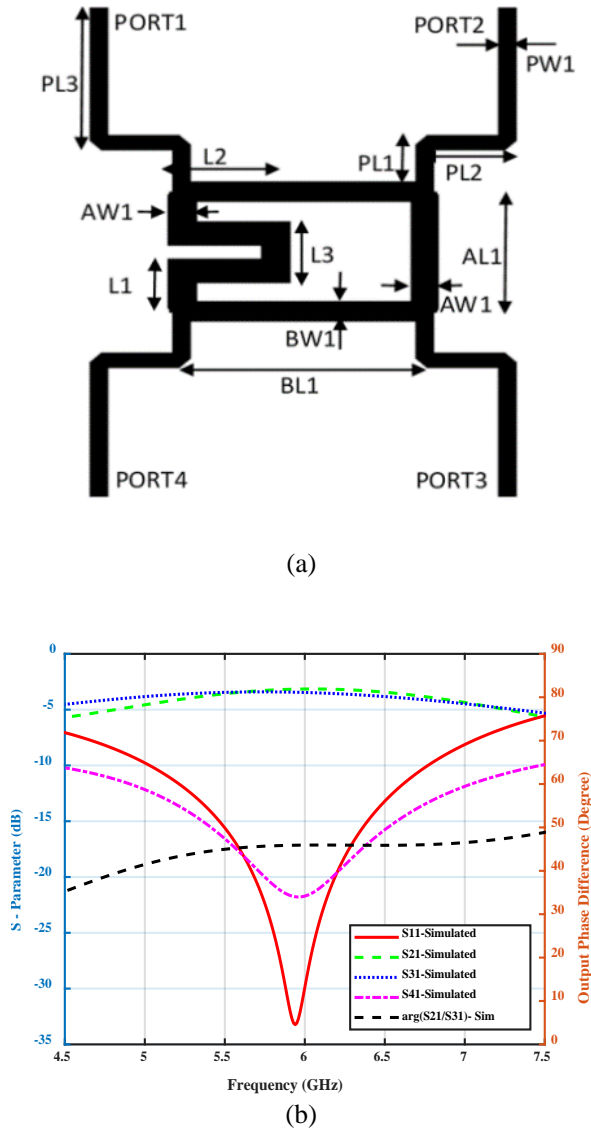 PORT1
PORT2
PL3
PW1
L2
PL1
PL2
AW1
L3
AL1
L1
AW1
BW1
BL1
PORT4
PORT3
(a)
0
-5
-10
-15
-20
-25
-30
-35
S - Parameter (dB)
90
80
70
60
50
40
30
20
10
0
Output Phase Difference (Degree)
S11-Simulated
S21-Simulated
S31-Simulated
S41-Simulated
arg(S21/S31)- Sim
4.5 5 5.5 6 6.5 7 7.5
Frequency (GHz)
(b)